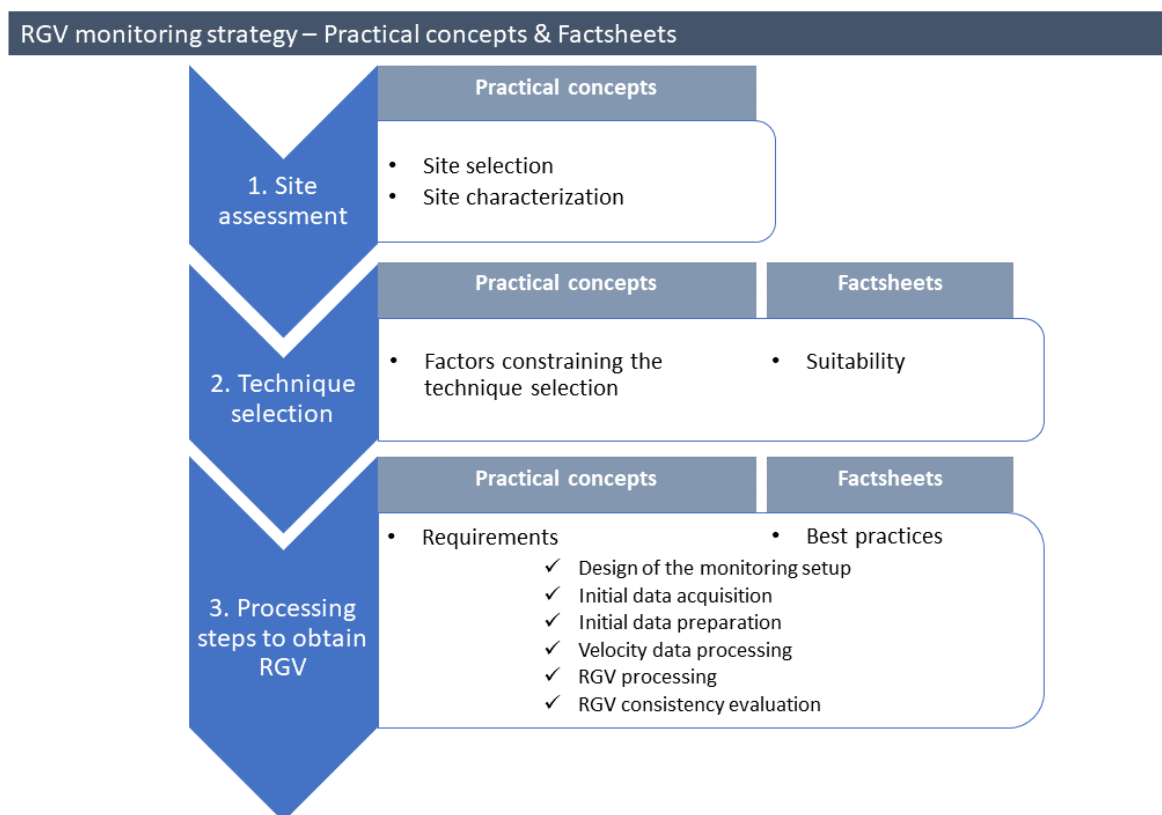 RGV monitoring strategy – Practical concepts & Factsheets
1. Site
assessment
Practical concepts
• Site selection
• Site characterization
2. Technique
selection
Practical concepts
• Factors constraining the
technique selection
Factsheets
• Suitability
3. Processing
steps to obtain
RGV
Practical concepts
Factsheets
• Requirements
• Best practices
✓ Design of the monitoring setup
✓ Initial data acquisition
✓ Initial data preparation
✓ Velocity data processing
✓ RGV processing
✓ RGV consistency evaluation